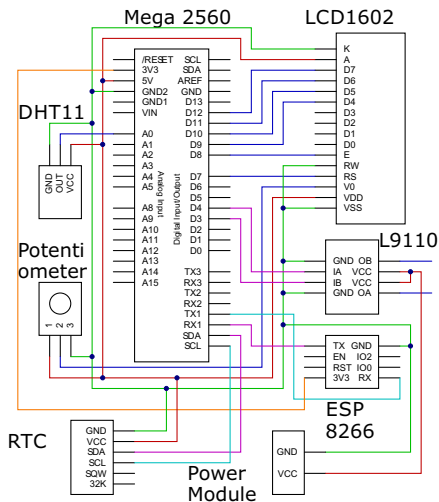 Mega 2560
LCD1602
/RESET
3V3
5V
GND2
GND1
VIN
A0
A1
A2
A3
A4
A5
A8
A9
A10
A11
A12
A13
A14
A15
Analog Input
Digital Input/Output
SCL
SDA
AREF
GND
D13
D12
D11
D10
D9
D8
D7
D6
D5
D4
D3
D2
D1
D0
TX3
RX3
TX2
RX2
TX1
RX1
SDA
SCL
K
A
D7
D6
D5
D4
D3
D2
D1
D0
E
RW
RS
V0
VDD
VSS
DHT11
GND
OUT
VCC
Potenti
ometer
1
2
3
L9110
GND OB
IA VCC
IB VCC
GND OA
TX GND
EN IO2
RST IO0
3V3 RX
ESP
8266
RTC
GND
VCC
SDA
SCL
SQW
32K
Power
Module
GND
VCC